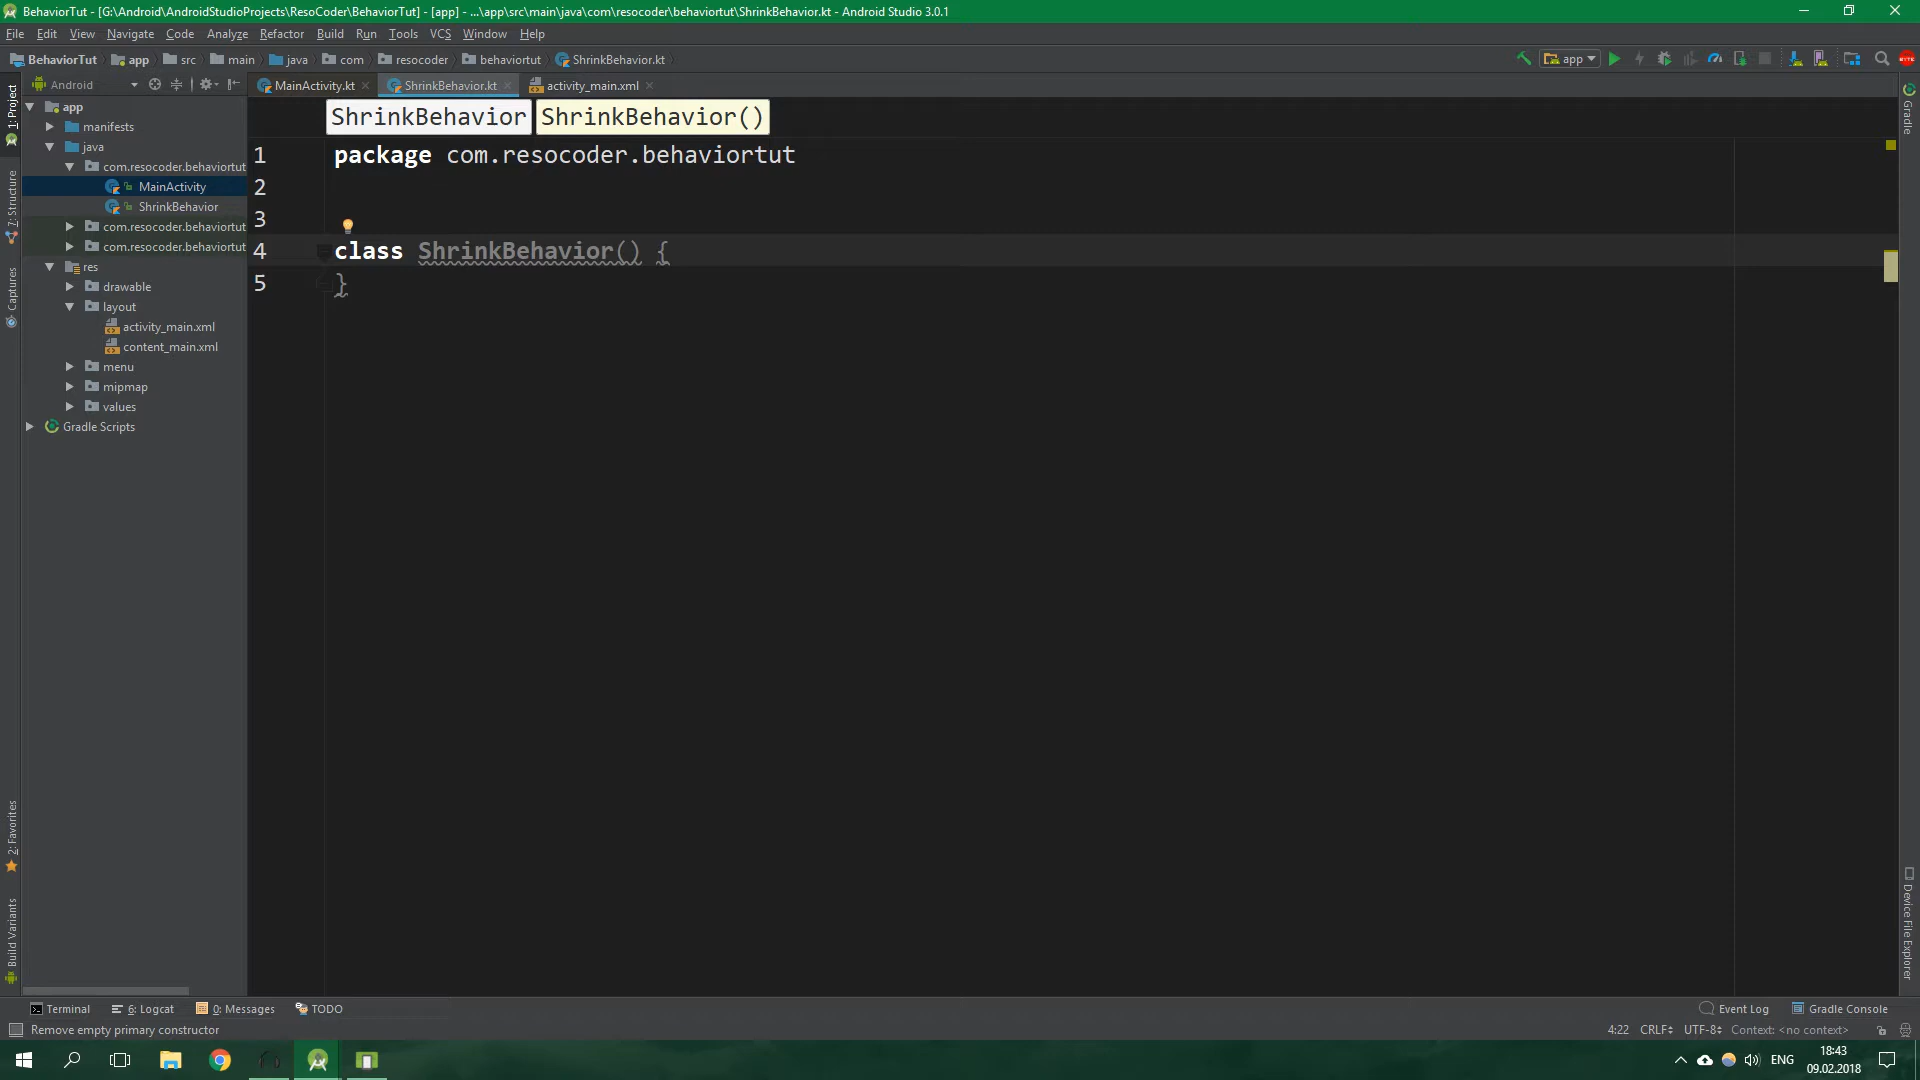 BehaviorTut - [G:\Android\AndroidStudioProjects\ResoCoder\BehaviorTut] - [app] - ...\app\src\main\java\com\resocoder\behaviortut\ShrinkBehavior.kt - Android Studio 3.0.1
File Edit View Navigate Code Analyze Refactor Build Run Tools VCS Window Help
BehaviorTut app src main java com resocoder behaviortut ShrinkBehavior.kt app
Android MainActivity.kt ShrinkBehavior.kt activity_main.xml
ShrinkBehavior ShrinkBehavior()
1 package com.resocoder.behaviortut
2
3
4 class ShrinkBehavior() {
5 }
app
manifests
java
com.resocoder.behaviortut
MainActivity
ShrinkBehavior
com.resocoder.behaviortut
com.resocoder.behaviortut
res
drawable
layout
activity_main.xml
content_main.xml
menu
mipmap
values
Gradle Scripts
1: Project
7: Structure
Captures
2: Favorites
Build Variants
Gradle
Device File Explorer
Terminal 6: Logcat 0: Messages TODO Event Log Gradle Console
Remove empty primary constructor 4:22 CRLF UTF-8 Context: <no context>
ENG 18:43
09.02.2018